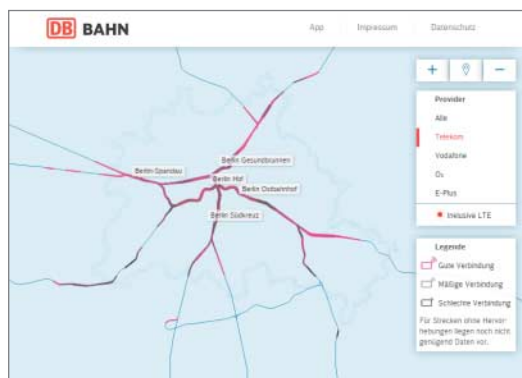 DB BAHN
App Impressum Datenschutz
Provider
Alle
Telekom
Vodafone
O₂
E-Plus
Inklusive LTE
Berlin Gesundbrunnen
Berlin Spandau
Berlin Hbf
Berlin Ostbahnhof
Berlin Südkreuz
Legende
Gute Verbindung
Mäßige Verbindung
Schlechte Verbindung
Für Strecken ohne Hervor-
hebungen liegen noch nicht
genügend Daten vor.